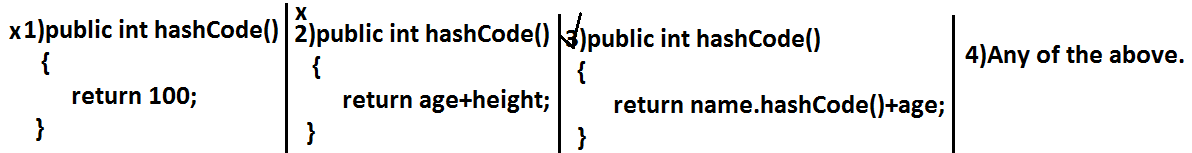 x1)public int hashCode()
{
return 100;
}
x
2)public int hashCode()
{
return age+height;
}
3)public int hashCode()
{
return name.hashCode()+age;
}
4)Any of the above.